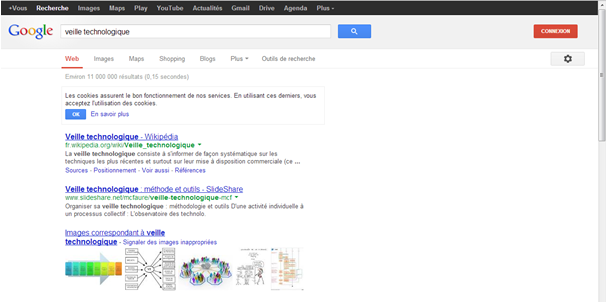 +Vous Recherche Images Maps Play YouTube Actualités Gmail Drive Agenda Plus
Google veille technologique CONNEXION
Web Images Maps Shopping Blogs Plus Outils de recherche
Environ 11 000 000 résultats (0,15 secondes)
Les cookies assurent le bon fonctionnement de nos services. En utilisant ces derniers, vous
acceptez l'utilisation des cookies.
OK En savoir plus
Veille technologique - Wikipédia
fr.wikipedia.org/wiki/Veille_technologique
La veille technologique consiste à s'informer de façon systématique sur les
techniques les plus récentes et surtout sur leur mise à disposition commerciale (ce ...
Sources - Positionnement - Voir aussi - Références
Veille technologique : méthode et outils - SlideShare
www.slideshare.net/mcfaure/veille-technologique-mcf
Organiser sa veille technologique : méthodologie et outils D'une activité individuelle à
un processus collectif : L'observatoire des technolo.
Images correspondant à veille
technologique - Signaler des images inappropriées